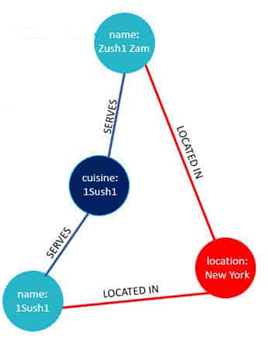 name:
Zush1 Zam
SERVES
LOCATED IN
cuisine:
1Sush1
SERVES
location:
New York
name:
1Sush1
LOCATED IN